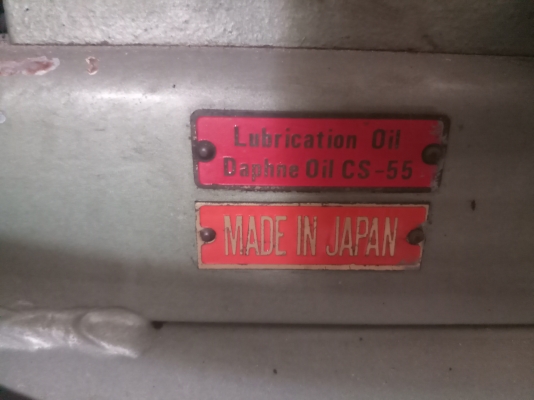 Lubrication Oil
Daphne Oil CS-55
MADE IN JAPAN